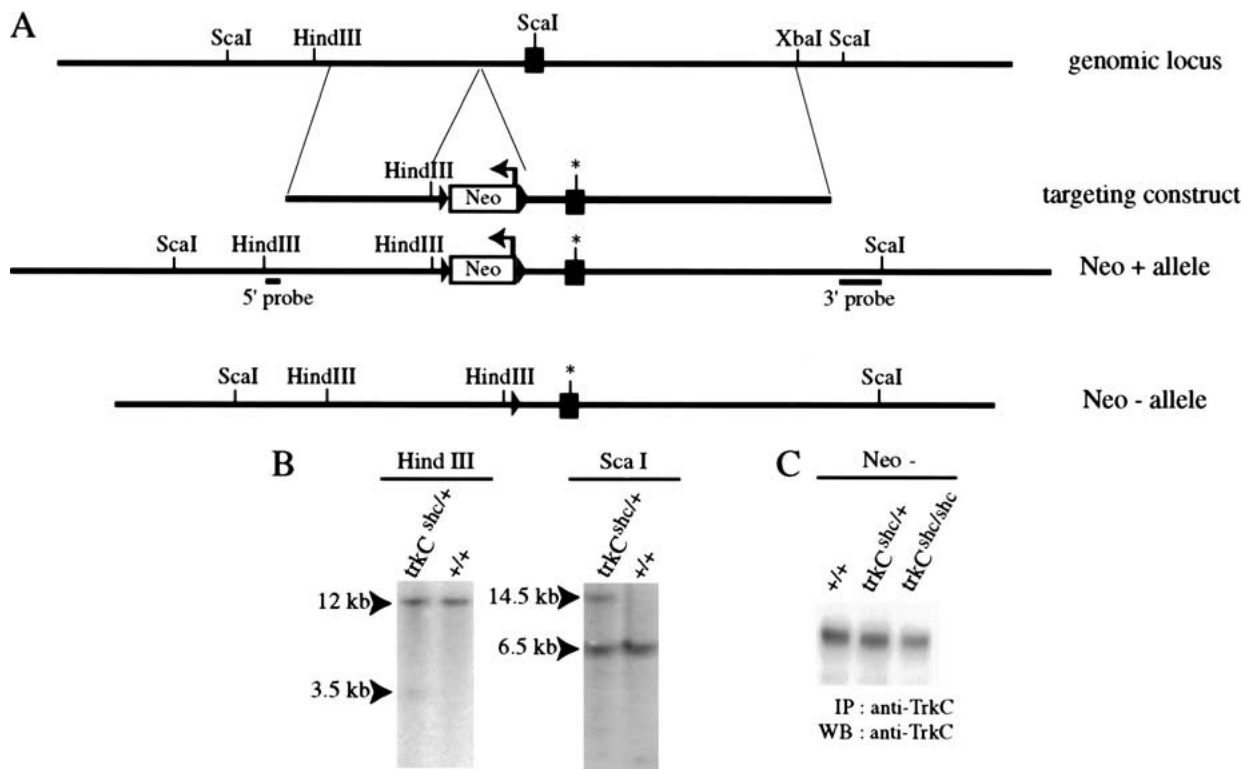 A
ScaI HindIII ScaI XbaI ScaI
genomic locus
HindIII Neo *
targeting construct
ScaI HindIII HindIII Neo * ScaI
Neo + allele
5' probe 3' probe
ScaI HindIII HindIII * ScaI
Neo - allele
B
Hind III
trkC shc/+ +/+
12 kb
3.5 kb
Sca I
trkC shc/+ +/+
14.5 kb
6.5 kb
C
Neo -
+/+ trkC shc/+ trkC shc/shc
IP : anti-TrkC
WB : anti-TrkC